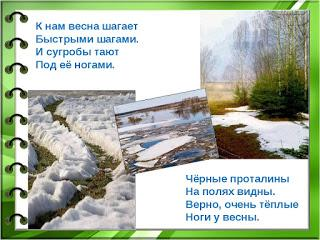 К нам весна шагает
Быстрыми шагами.
И сугробы тают
Под её ногами.
Чёрные проталины
На полях видны.
Верно, очень тёплые
Ноги у весны.